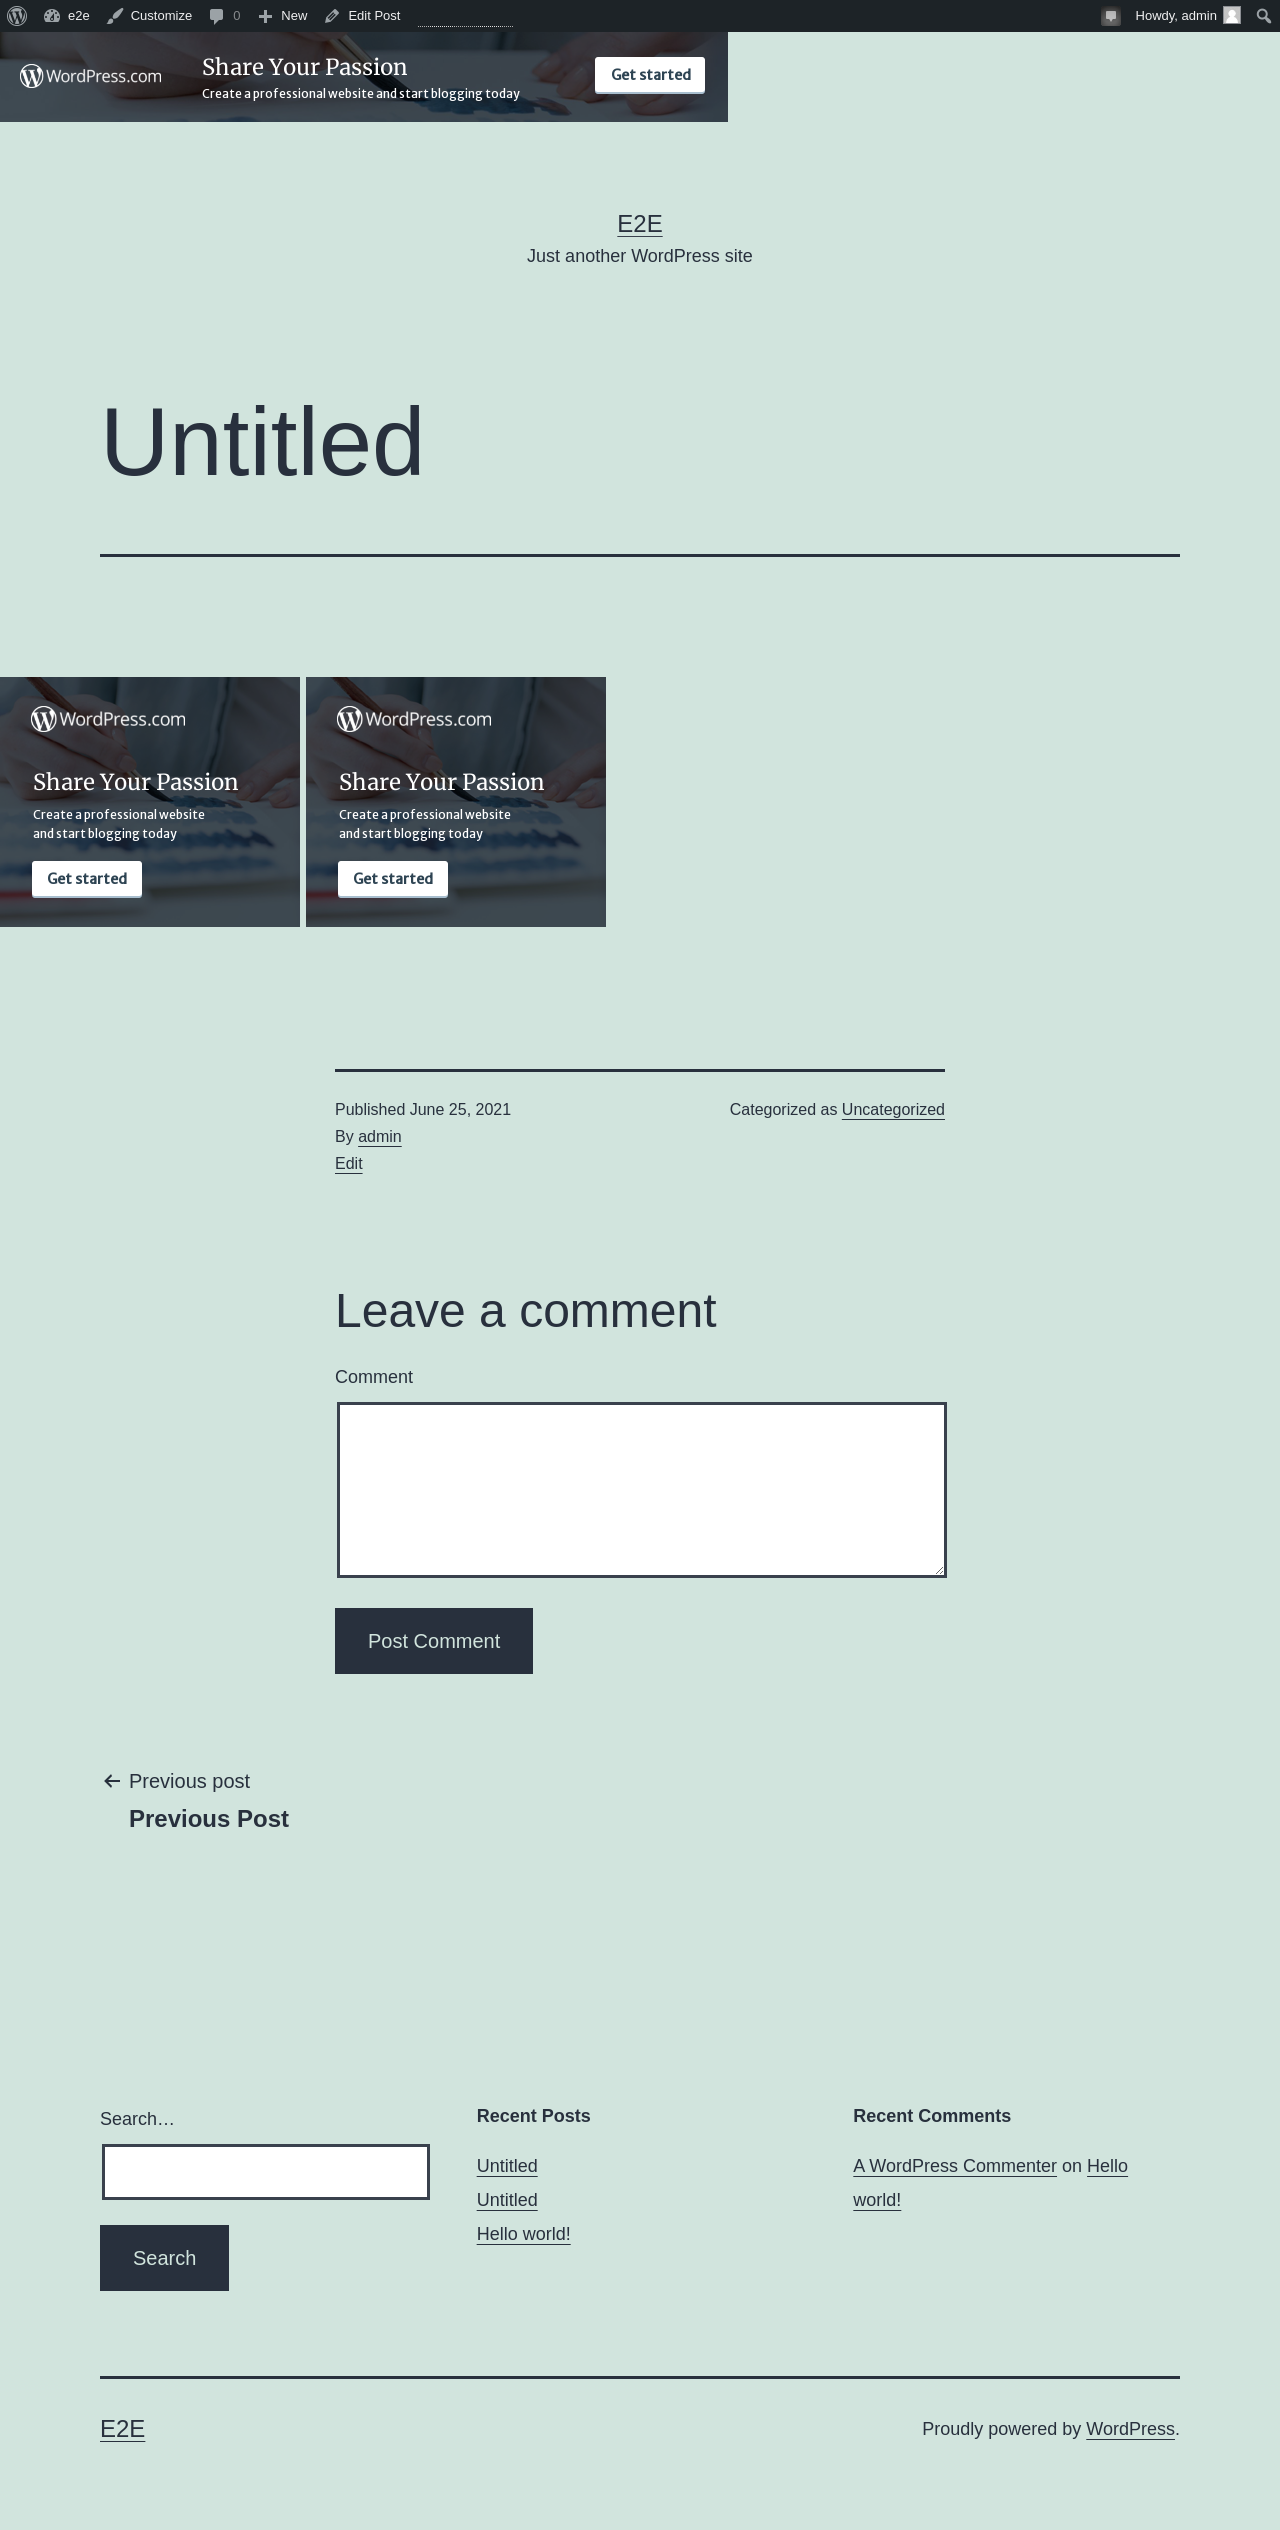 e2e Customize 0 New Edit Post Howdy, admin
WordPress.com
Share Your Passion
Create a professional website and start blogging today
Get started
E2E
Just another WordPress site
Untitled
WordPress.com
Share Your Passion
Create a professional website
and start blogging today
Get started
WordPress.com
Share Your Passion
Create a professional website
and start blogging today
Get started
Published June 25, 2021
By admin
Edit
Categorized as Uncategorized
Leave a comment
Comment
Post Comment
Previous post
Previous Post
Search…
Search
Recent Posts
Untitled
Untitled
Hello world!
Recent Comments
A WordPress Commenter on Hello
world!
E2E
Proudly powered by WordPress.